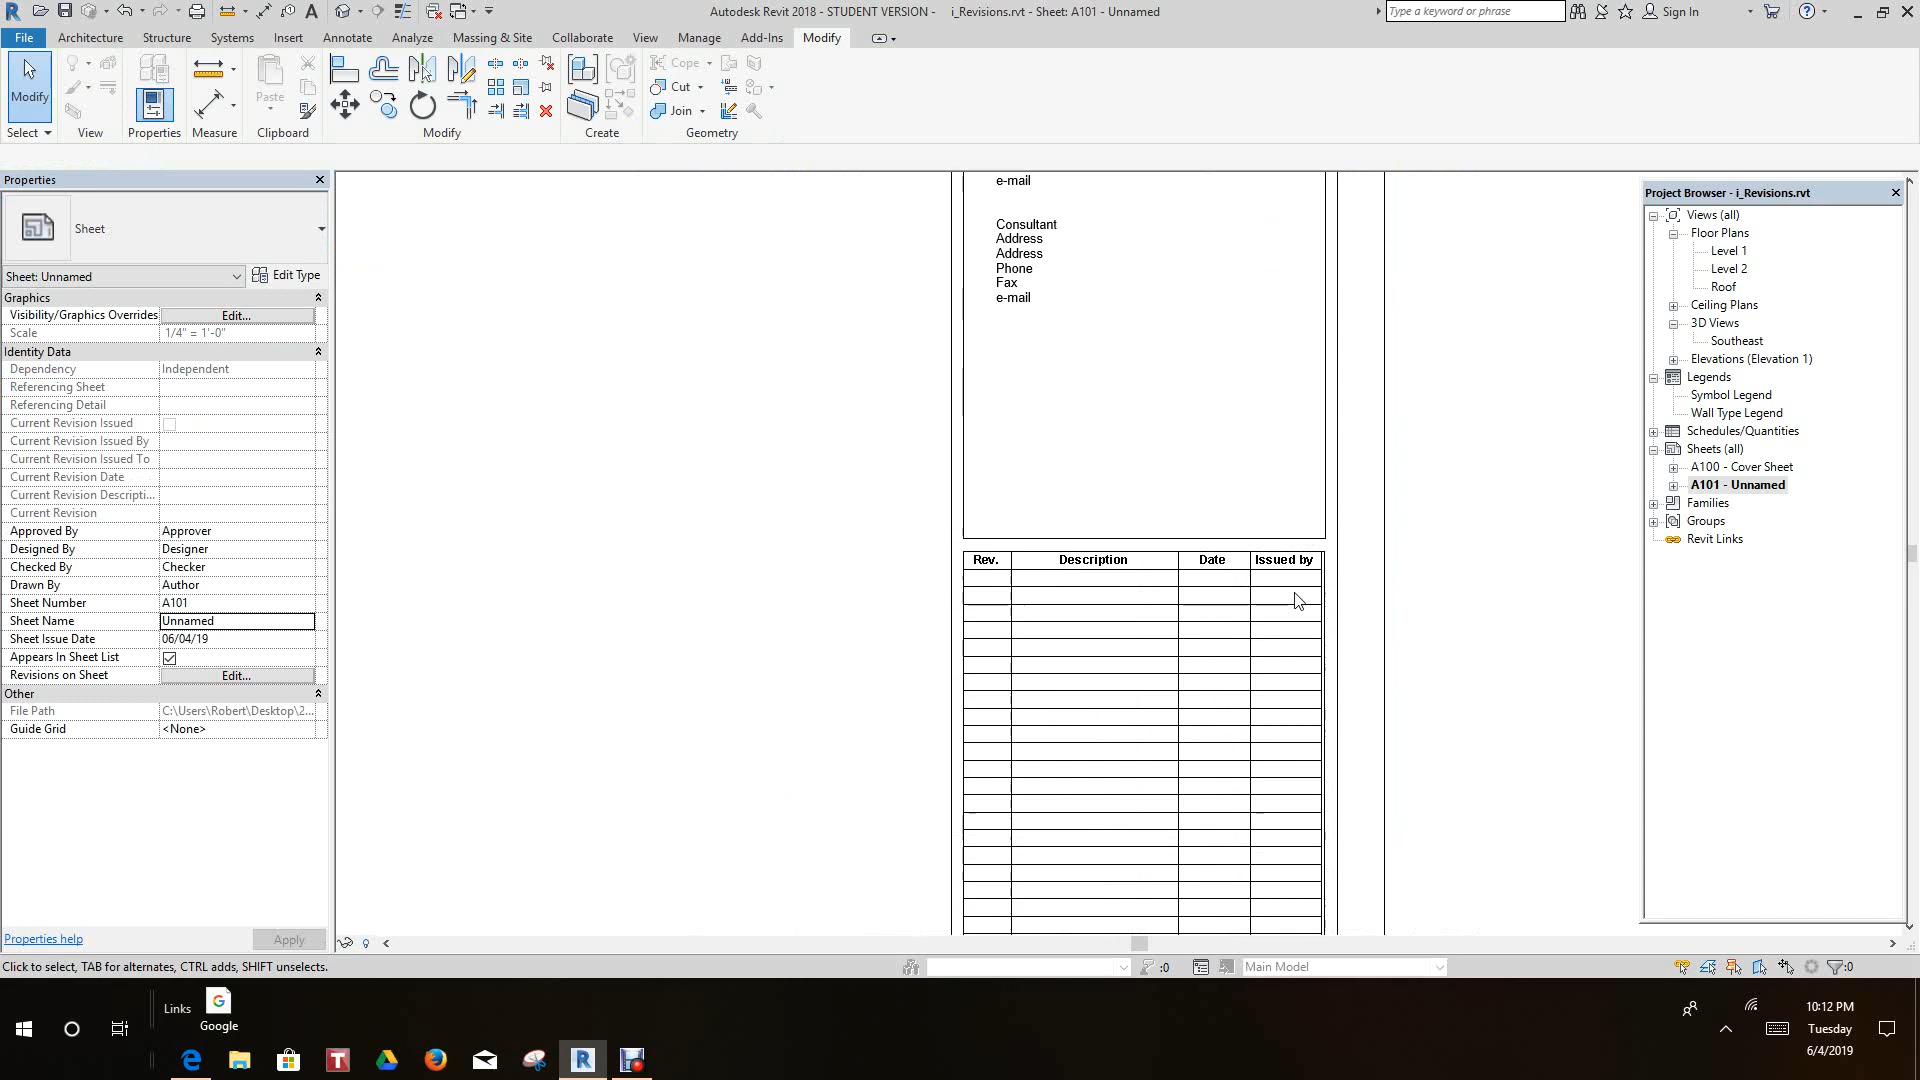 Autodesk Revit 2018 - STUDENT VERSION - i_Revisions.rvt - Sheet: A101 - Unnamed
Type a keyword or phrase
Sign In
File Architecture Structure Systems Insert Annotate Analyze Massing & Site Collaborate View Manage Add-Ins Modify
Modify
Paste
Cope
Cut
Join
Select View Properties Measure Clipboard Modify Create Geometry
Properties
Sheet
Sheet: Unnamed Edit Type
Graphics
Visibility/Graphics Overrides Edit...
Scale 1/4" = 1'-0"
Identity Data
Dependency Independent
Referencing Sheet
Referencing Detail
Current Revision Issued
Current Revision Issued By
Current Revision Issued To
Current Revision Date
Current Revision Descripti...
Current Revision
Approved By Approver
Designed By Designer
Checked By Checker
Drawn By Author
Sheet Number A101
Sheet Name Unnamed
Sheet Issue Date 06/04/19
Appears In Sheet List
Revisions on Sheet Edit...
Other
File Path C:\Users\Robert\Desktop\2...
Guide Grid <None>
Properties help Apply
e-mail
Consultant
Address
Address
Phone
Fax
e-mail
Rev. Description Date Issued by
Project Browser - i_Revisions.rvt
Views (all)
Floor Plans
Level 1
Level 2
Roof
Ceiling Plans
3D Views
Southeast
Elevations (Elevation 1)
Legends
Symbol Legend
Wall Type Legend
Schedules/Quantities
Sheets (all)
A100 - Cover Sheet
A101 - Unnamed
Families
Groups
Revit Links
Click to select, TAB for alternates, CTRL adds, SHIFT unselects.
:0
Main Model
:0
Links
Google
10:12 PM
Tuesday
6/4/2019